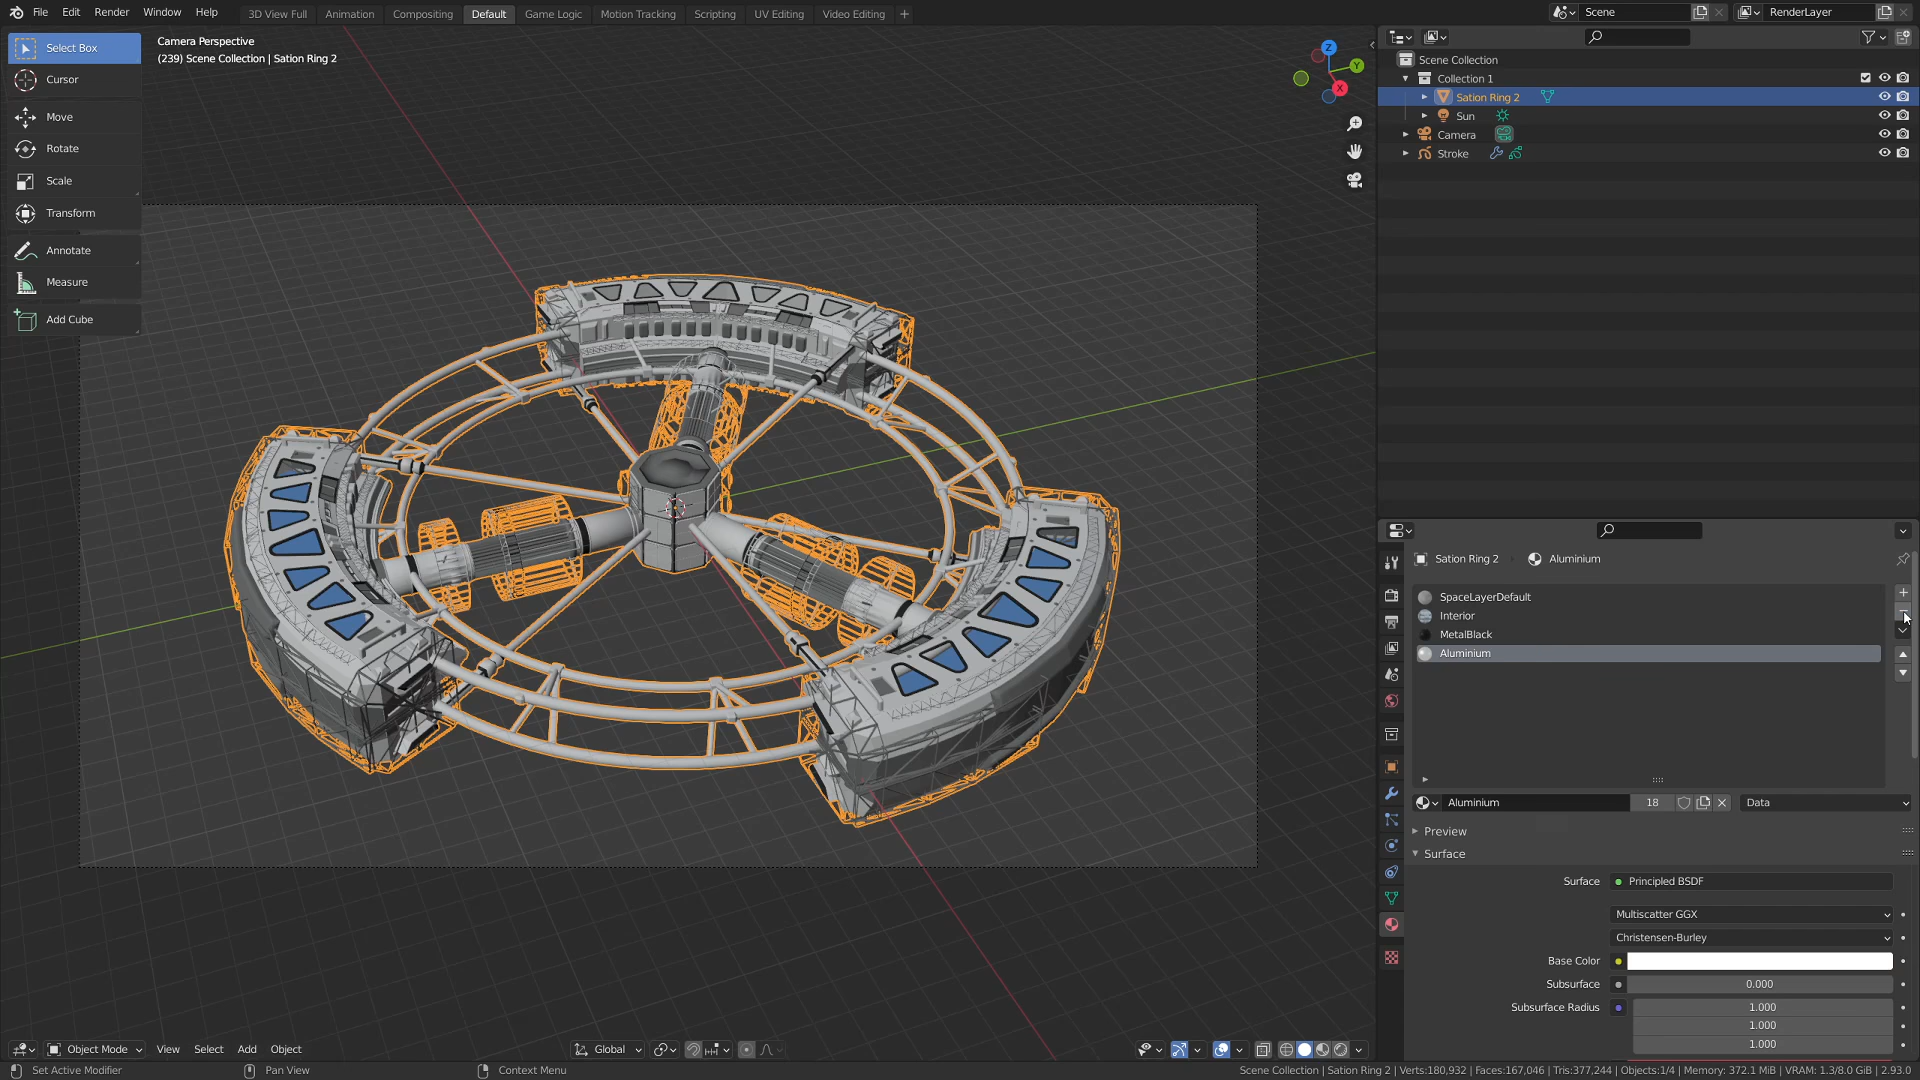 File Edit Render Window Help 3D View Full Animation Compositing Default Game Logic Motion Tracking Scripting UV Editing Video Editing + Scene RenderLayer
Select Box
Cursor
Move
Rotate
Scale
Transform
Annotate
Measure
Add Cube
Camera Perspective
(239) Scene Collection | Sation Ring 2
Z
Y
X
Scene Collection
Collection 1
Sation Ring 2
Sun
Camera
Stroke
Sation Ring 2 Aluminium
SpaceLayerDefault
Interior
MetalBlack
Aluminium
Aluminium 18 Data
Preview
Surface
Surface Principled BSDF
Multiscatter GGX
Christensen-Burley
Base Color
Subsurface 0.000
Subsurface Radius 1.000
1.000
1.000
Object Mode View Select Add Object Global
Set Active Modifier Pan View Context Menu Scene Collection | Sation Ring 2 | Verts:180,932 | Faces:167,046 | Tris:377,244 | Objects:1/4 | Memory: 372.1 MiB | VRAM: 1.3/8.0 GiB | 2.93.0